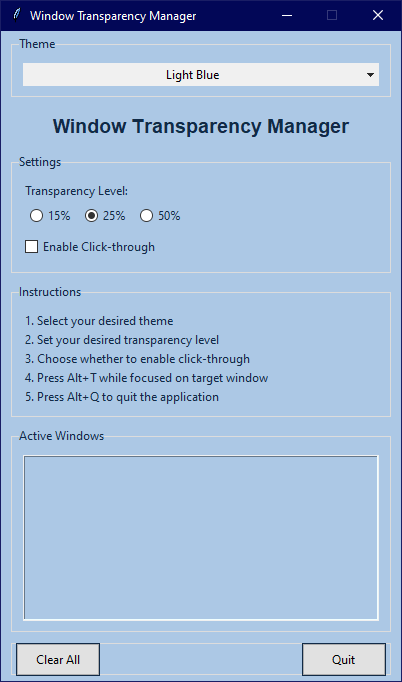 Window Transparency Manager
Theme
Light Blue
Window Transparency Manager
Settings
Transparency Level:
15% 25% 50%
Enable Click-through
Instructions
1. Select your desired theme
2. Set your desired transparency level
3. Choose whether to enable click-through
4. Press Alt+T while focused on target window
5. Press Alt+Q to quit the application
Active Windows
Clear All Quit